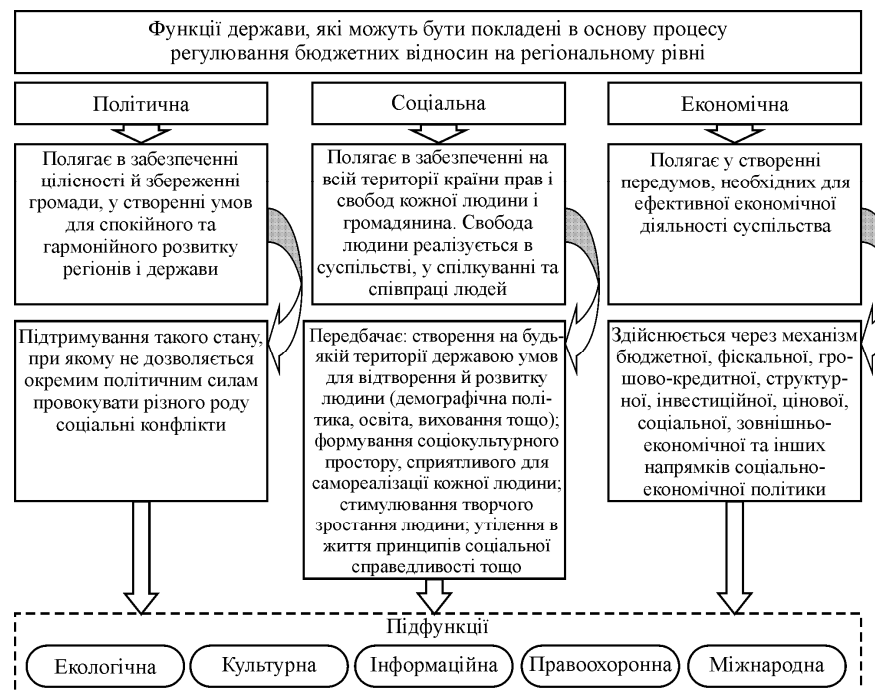 Функції держави, які можуть бути покладені в основу процесу
регулювання бюджетних відносин на регіональному рівні
Політична
Соціальна
Економічна
Полягає в забезпеченні
цілісності й збереженні
громади, у створенні умов
для спокійного та
гармонійного розвитку
регіонів і держави
Полягає в забезпеченні на
всій території країни прав і
свобод кожної людини і
громадянина. Свобода
людини реалізується в
суспільстві, у спілкуванні та
співпраці людей
Полягає у створенні
передумов, необхідних для
ефективної економічної
діяльності суспільства
Підтримування такого стану,
при якому не дозволяється
окремим політичним силам
провокувати різного роду
соціальні конфлікти
Передбачає: створення на будь-
якій території державою умов
для відтворення й розвитку
людини (демографічна полі-
тика, освіта, виховання тощо);
формування соціокультурного
простору, сприятливого для
самореалізації кожної людини;
стимулювання творчого
зростання людини; утілення в
життя принципів соціальної
справедливості тощо
Здійснюється через механізм
бюджетної, фіскальної, гро-
шово-кредитної, структур-
ної, інвестиційної, цінової,
соціальної, зовнішньо-
економічної та інших
напрямків соціально-
економічної політики
Підфункції
Екологічна
Культурна
Інформаційна
Правоохоронна
Міжнародна